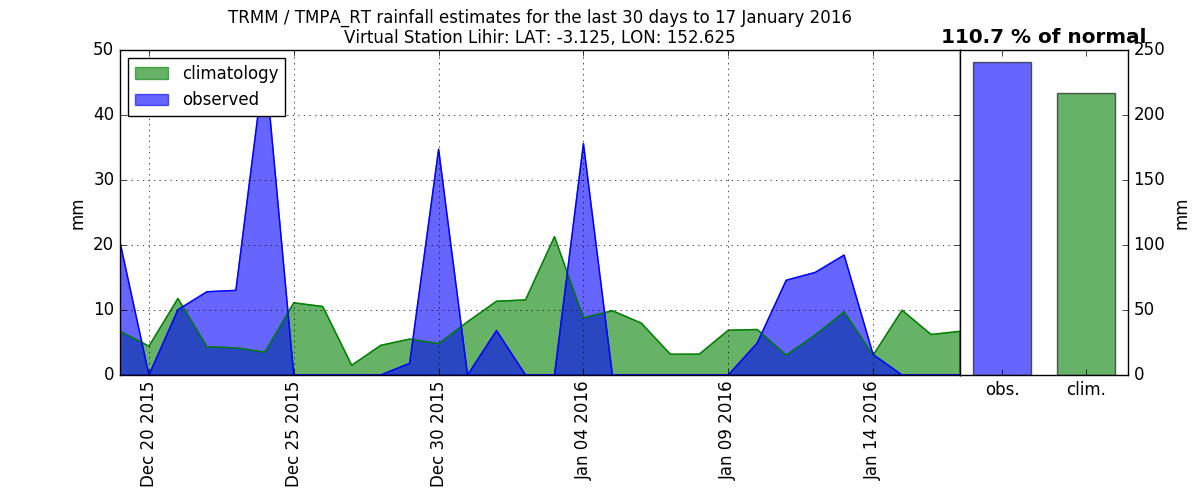 TRMM / TMPA_RT rainfall estimates for the last 30 days to 17 January 2016
Virtual Station Lihir: LAT: -3.125, LON: 152.625
110.7 % of normal
climatology
observed
mm
50
40
30
20
10
0
Dec 20 2015
Dec 25 2015
Dec 30 2015
Jan 04 2016
Jan 09 2016
Jan 14 2016
obs.
clim.
250
200
150
100
50
0
mm